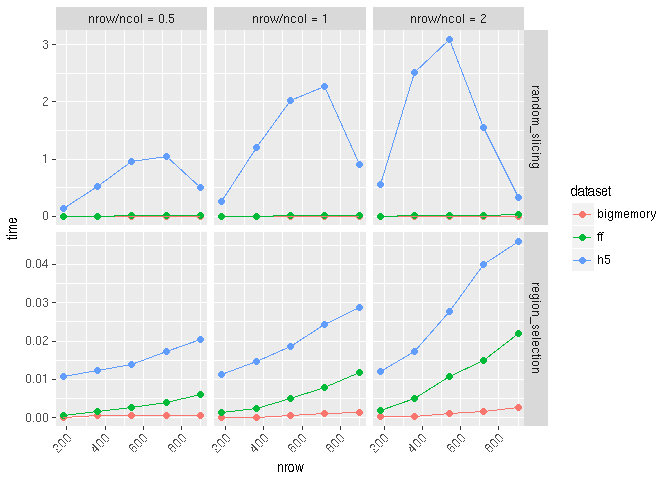 nrow/ncol = 0.5 nrow/ncol = 1 nrow/ncol = 2
3
2
1
0
random_slicing
time
0.04
0.03
0.02
0.01
0.00
region_selection
200 400 600 800 200 400 600 800 200 400 600 800
nrow
dataset
bigmemory
ff
h5